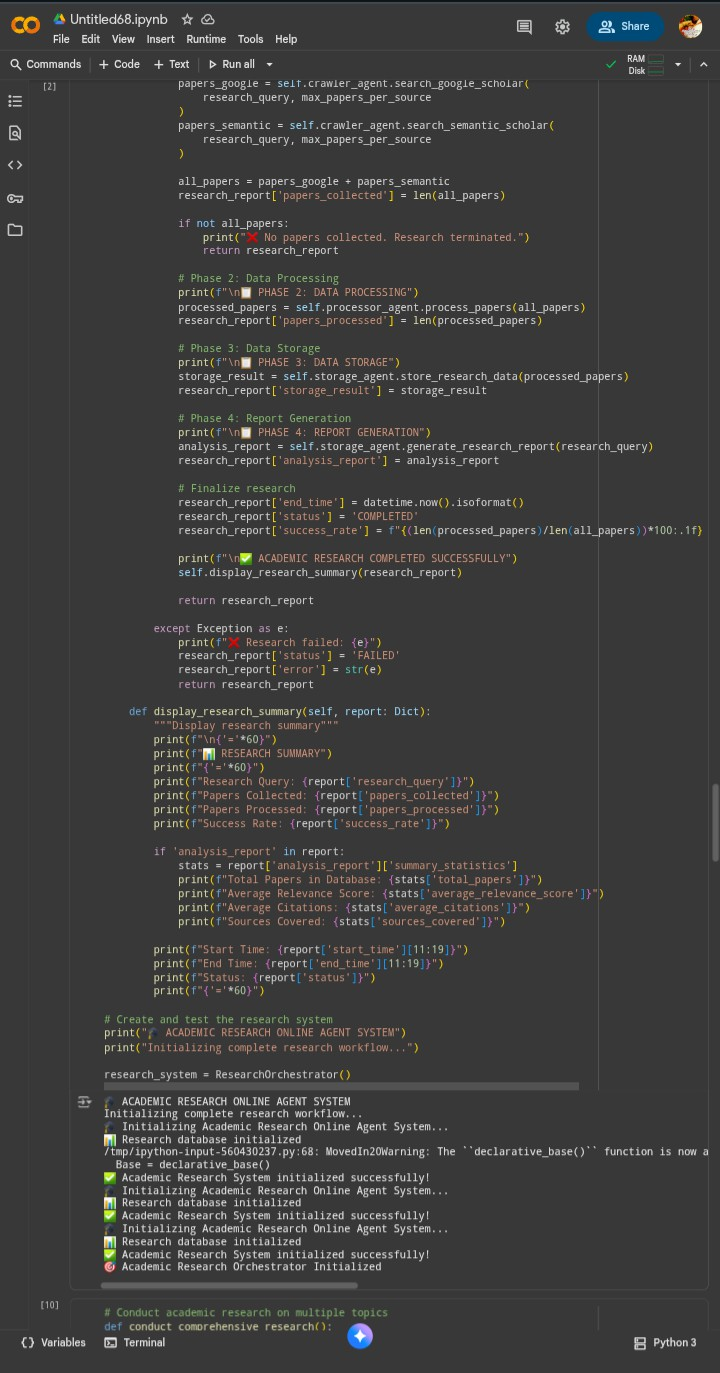 Untitled68.ipynb
File Edit View Insert Runtime Tools Help
Share
Commands + Code + Text Run all
RAM
Disk
[2]
papers_google = self.crawler_agent.search_google_scholar(
research_query, max_papers_per_source
)
papers_semantic = self.crawler_agent.search_semantic_scholar(
research_query, max_papers_per_source
)
all_papers = papers_google + papers_semantic
research_report['papers_collected'] = len(all_papers)
if not all_papers:
print("❌ No papers collected. Research terminated.")
return research_report
# Phase 2: Data Processing
print(f"\n📋 PHASE 2: DATA PROCESSING")
processed_papers = self.processor_agent.process_papers(all_papers)
research_report['papers_processed'] = len(processed_papers)
# Phase 3: Data Storage
print(f"\n📋 PHASE 3: DATA STORAGE")
storage_result = self.storage_agent.store_research_data(processed_papers)
research_report['storage_result'] = storage_result
# Phase 4: Report Generation
print(f"\n📋 PHASE 4: REPORT GENERATION")
analysis_report = self.storage_agent.generate_research_report(research_query)
research_report['analysis_report'] = analysis_report
# Finalize research
research_report['end_time'] = datetime.now().isoformat()
research_report['status'] = 'COMPLETED'
research_report['success_rate'] = f"{(len(processed_papers)/len(all_papers))*100:.1f}
print(f"\n✅ ACADEMIC RESEARCH COMPLETED SUCCESSFULLY")
self.display_research_summary(research_report)
return research_report
except Exception as e:
print(f"❌ Research failed: {e}")
research_report['status'] = 'FAILED'
research_report['error'] = str(e)
return research_report
def display_research_summary(self, report: Dict):
"""Display research summary"""
print(f"\n{'='*60}")
print(f"📊 RESEARCH SUMMARY")
print(f"{'='*60}")
print(f"Research Query: {report['research_query']}")
print(f"Papers Collected: {report['papers_collected']}")
print(f"Papers Processed: {report['papers_processed']}")
print(f"Success Rate: {report['success_rate']}")
if 'analysis_report' in report:
stats = report['analysis_report']['summary_statistics']
print(f"Total Papers in Database: {stats['total_papers']}")
print(f"Average Relevance Score: {stats['average_relevance_score']}")
print(f"Average Citations: {stats['average_citations']}")
print(f"Sources Covered: {stats['sources_covered']}")
print(f"Start Time: {report['start_time'][11:19]}")
print(f"End Time: {report['end_time'][11:19]}")
print(f"Status: {report['status']}")
print(f"{'='*60}")
# Create and test the research system
print("🎓 ACADEMIC RESEARCH ONLINE AGENT SYSTEM")
print("Initializing complete research workflow...")
research_system = ResearchOrchestrator()
🎓 ACADEMIC RESEARCH ONLINE AGENT SYSTEM
Initializing complete research workflow...
🎓 Initializing Academic Research Online Agent System...
📊 Research database initialized
/tmp/ipython-input-560430237.py:68: MovedIn20Warning: The ``declarative_base()`` function is now a
Base = declarative_base()
✅ Academic Research System initialized successfully!
🎓 Initializing Academic Research Online Agent System...
📊 Research database initialized
✅ Academic Research System initialized successfully!
🎓 Initializing Academic Research Online Agent System...
📊 Research database initialized
✅ Academic Research System initialized successfully!
🎯 Academic Research Orchestrator Initialized
[10]
# Conduct academic research on multiple topics
def conduct_comprehensive_research():
Variables Terminal Python 3